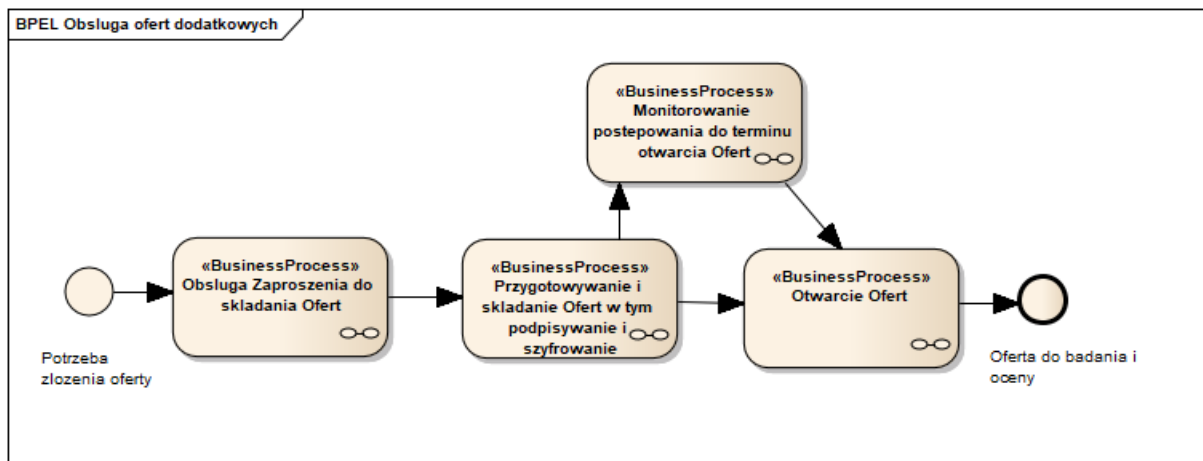 BPEL Obsluga ofert dodatkowych
«BusinessProcess»
Monitorowanie
postepowania do terminu
otwarcia Ofert
«BusinessProcess»
Obsluga Zaproszenia do
skladania Ofert
«BusinessProcess»
Przygotowywanie i
skladanie Ofert w tym
podpisywanie i
szyfrowanie
«BusinessProcess»
Otwarcie Ofert
Potrzeba
zlozenia oferty
Oferta do badania i
oceny